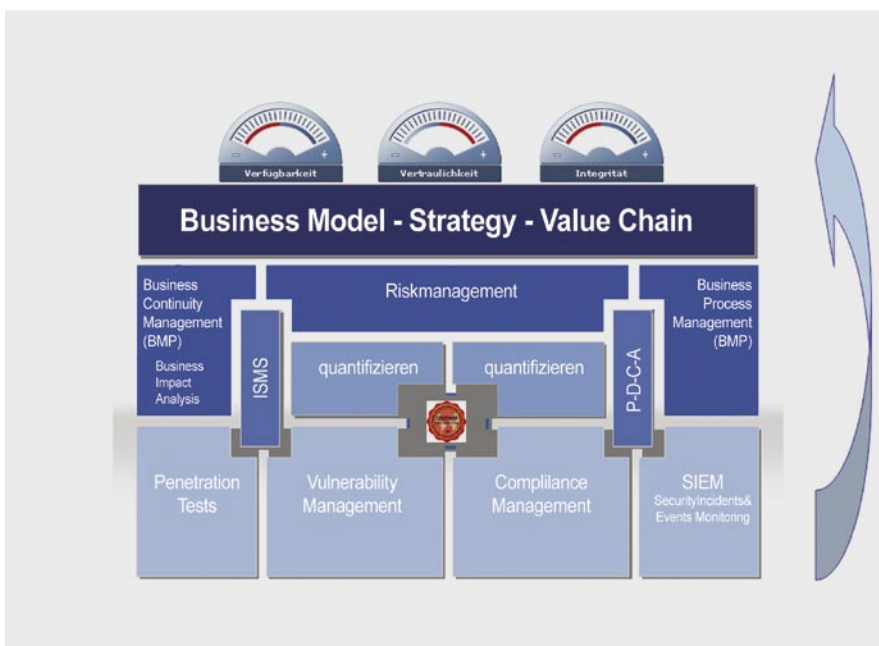 - +
Verfügbarkeit
- +
Vertraulichkeit
- +
Integrität
Business Model - Strategy - Value Chain
Business
Continuity
Management
(BMP)
Business
Impact
Analysis
ISMS
Riskmanagement
quantifizieren
quantifizieren
P-D-C-A
Business
Process
Management
(BMP)
Penetration
Tests
Vulnerability
Management
Complilance
Management
SIEM
SecurityIncidents&
Events Monitoring